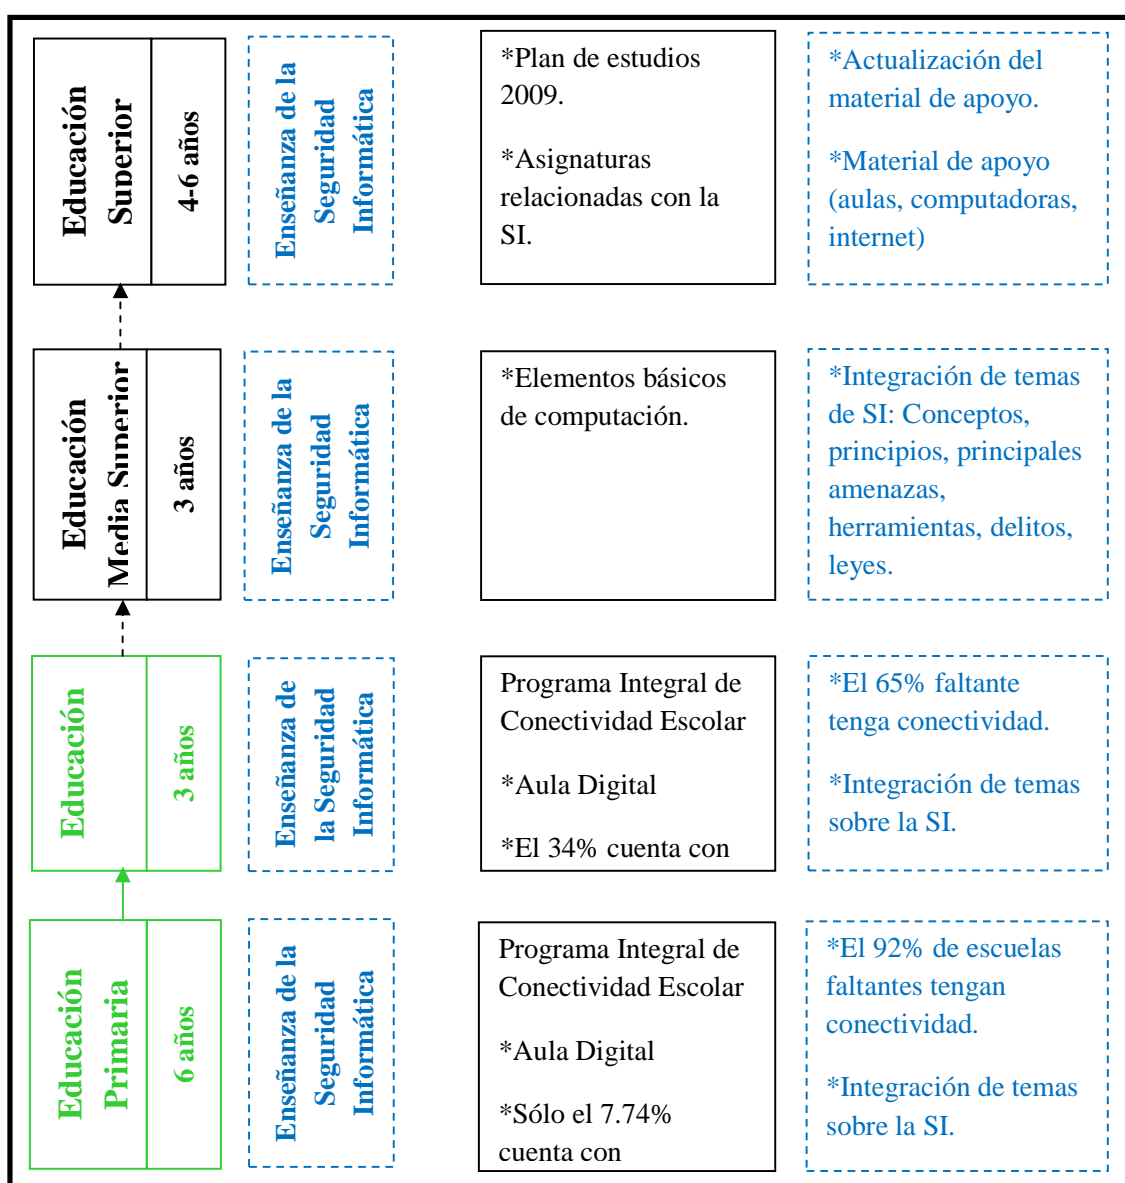 Educación
Superior
4-6 años
Enseñanza de la
Seguridad
Informática
*Plan de estudios
2009.
*Asignaturas
relacionadas con la
SI.
*Actualización del
material de apoyo.
*Material de apoyo
(aulas, computadoras,
internet)
Educación
Media Superior
3 años
Enseñanza de la
Seguridad
Informática
*Elementos básicos
de computación.
*Integración de temas
de SI: Conceptos,
principios, principales
amenazas,
herramientas, delitos,
leyes.
Educación
3 años
Enseñanza de
la Seguridad
Informática
Programa Integral de
Conectividad Escolar
*Aula Digital
*El 34% cuenta con
*El 65% faltante
tenga conectividad.
*Integración de temas
sobre la SI.
Educación
Primaria
6 años
Enseñanza de la
Seguridad
Informática
Programa Integral de
Conectividad Escolar
*Aula Digital
*Sólo el 7.74%
cuenta con
*El 92% de escuelas
faltantes tengan
conectividad.
*Integración de temas
sobre la SI.